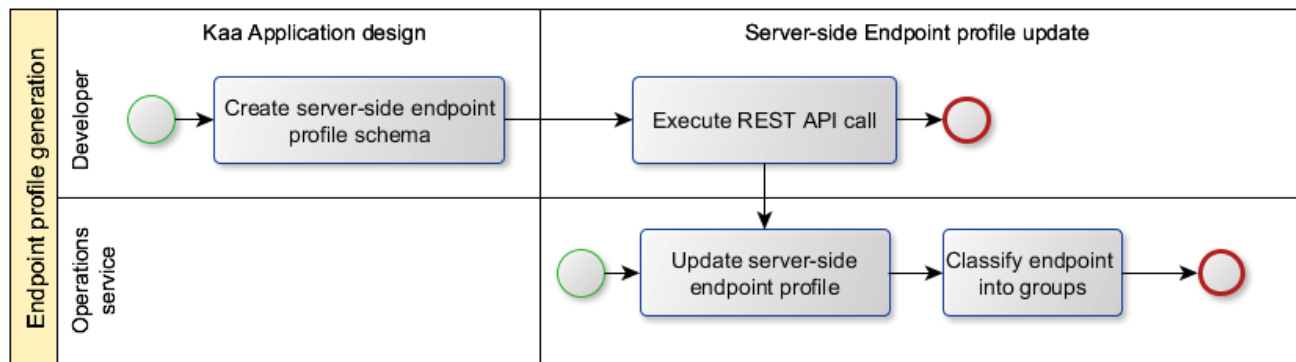 Endpoint profile generation
Kaa Application design
Server-side Endpoint profile update
Developer
Create server-side endpoint
profile schema
Execute REST API call
Operations
service
Update server-side
endpoint profile
Classify endpoint
into groups